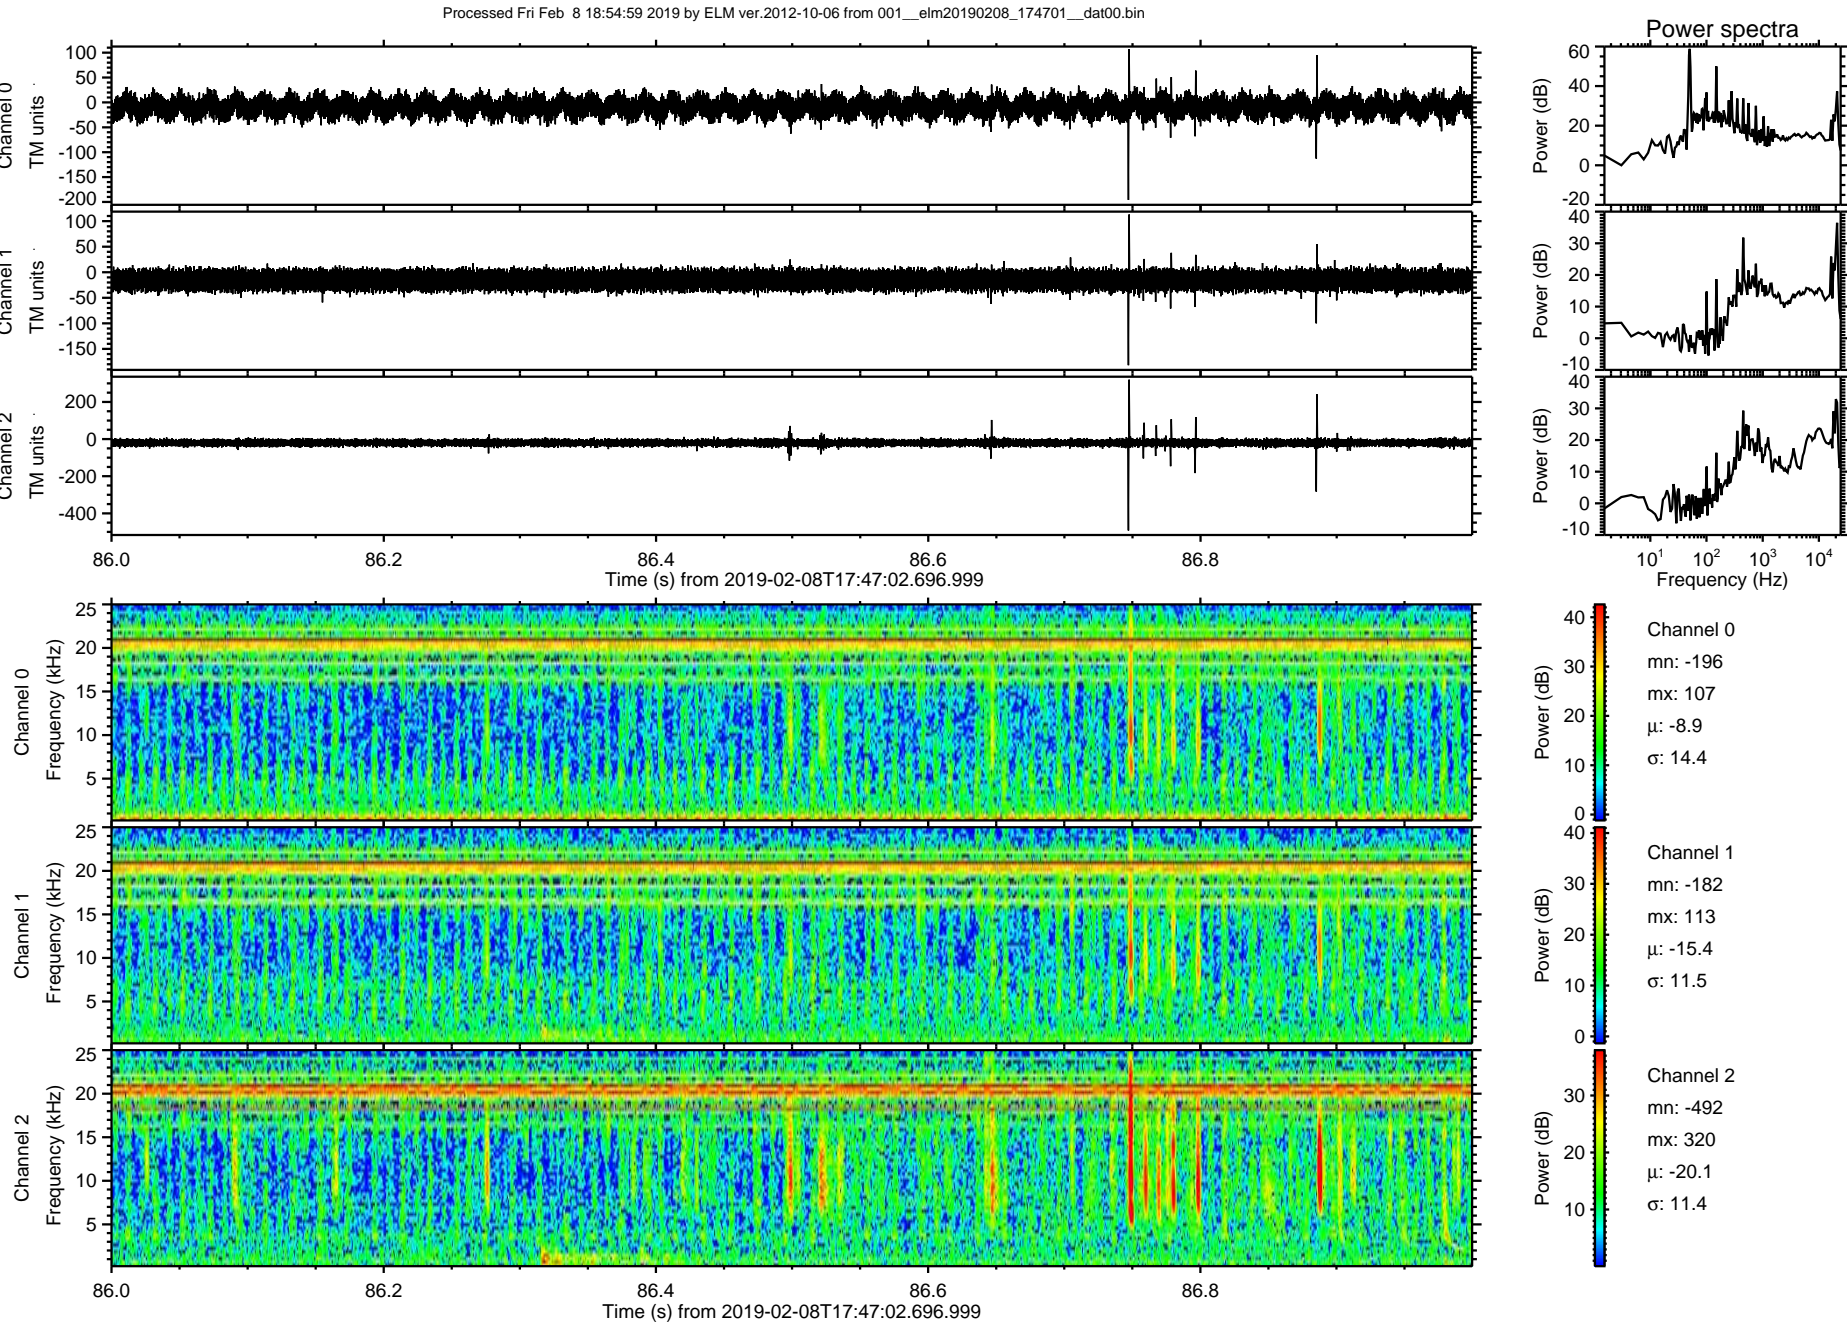 Processed Fri Feb  8 18:54:59 2019 by ELM ver.2012-10-06 from 001__elm20190208_174701__dat00.bin
Power spectra
Channel 0
TM units
100
50
0
-50
-100
-150
-200
Power (dB)
60
40
20
0
-20
Channel 1
TM units
100
50
0
-50
-100
-150
Power (dB)
40
30
20
10
0
-10
Channel 2
TM units
200
0
-200
-400
Power (dB)
40
30
20
10
0
-10
86.0 86.2 86.4 86.6 86.8
Time (s) from 2019-02-08T17:47:02.696.999
10¹ 10² 10³ 10⁴
Frequency (Hz)
Channel 0
Frequency (kHz)
25
20
15
10
5
Power (dB)
40
30
20
10
0
Channel 0
mn: -196
mx: 107
μ: -8.9
σ: 14.4
Channel 1
Frequency (kHz)
25
20
15
10
5
Power (dB)
40
30
20
10
0
Channel 1
mn: -182
mx: 113
μ: -15.4
σ: 11.5
Channel 2
Frequency (kHz)
25
20
15
10
5
Power (dB)
30
20
10
Channel 2
mn: -492
mx: 320
μ: -20.1
σ: 11.4
86.0 86.2 86.4 86.6 86.8
Time (s) from 2019-02-08T17:47:02.696.999